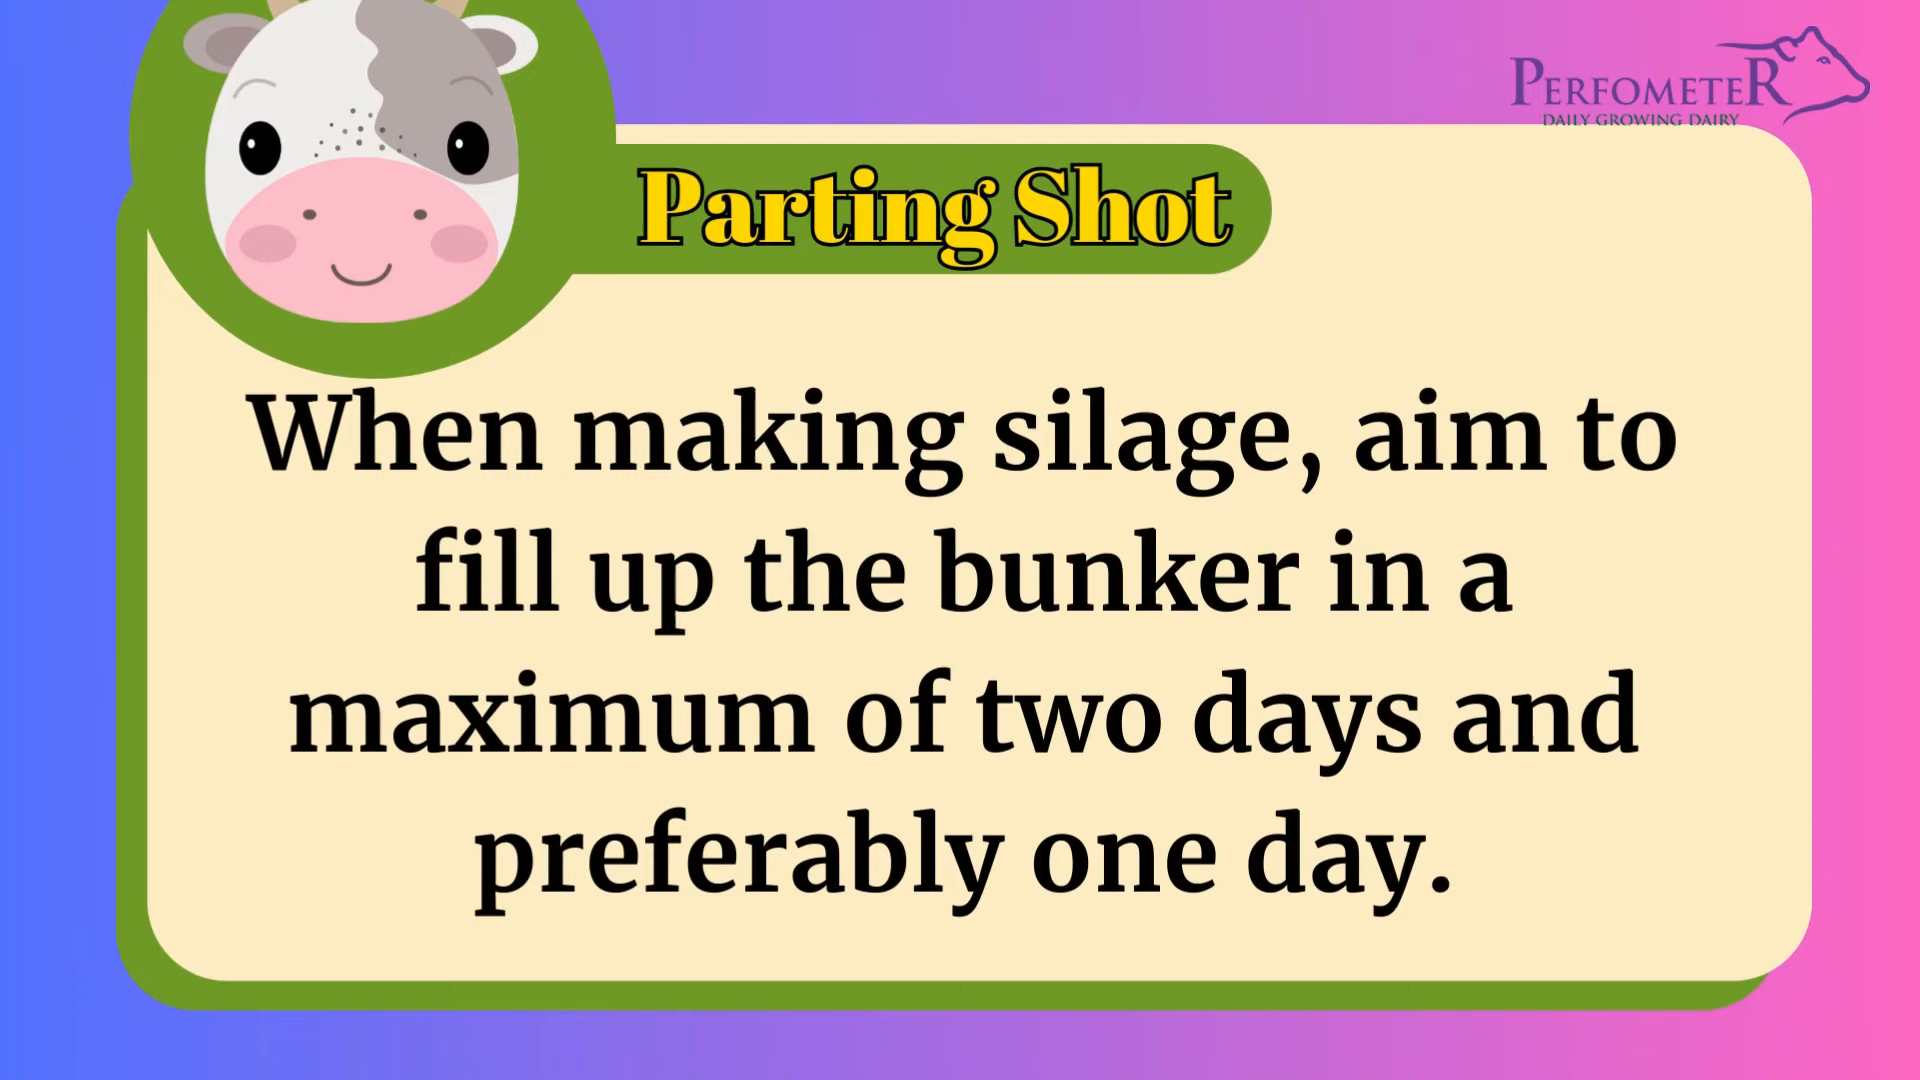 PERFOMETER
DAILY GROWING DAIRY
Parting Shot
When making silage, aim to
fill up the bunker in a
maximum of two days and
preferably one day.